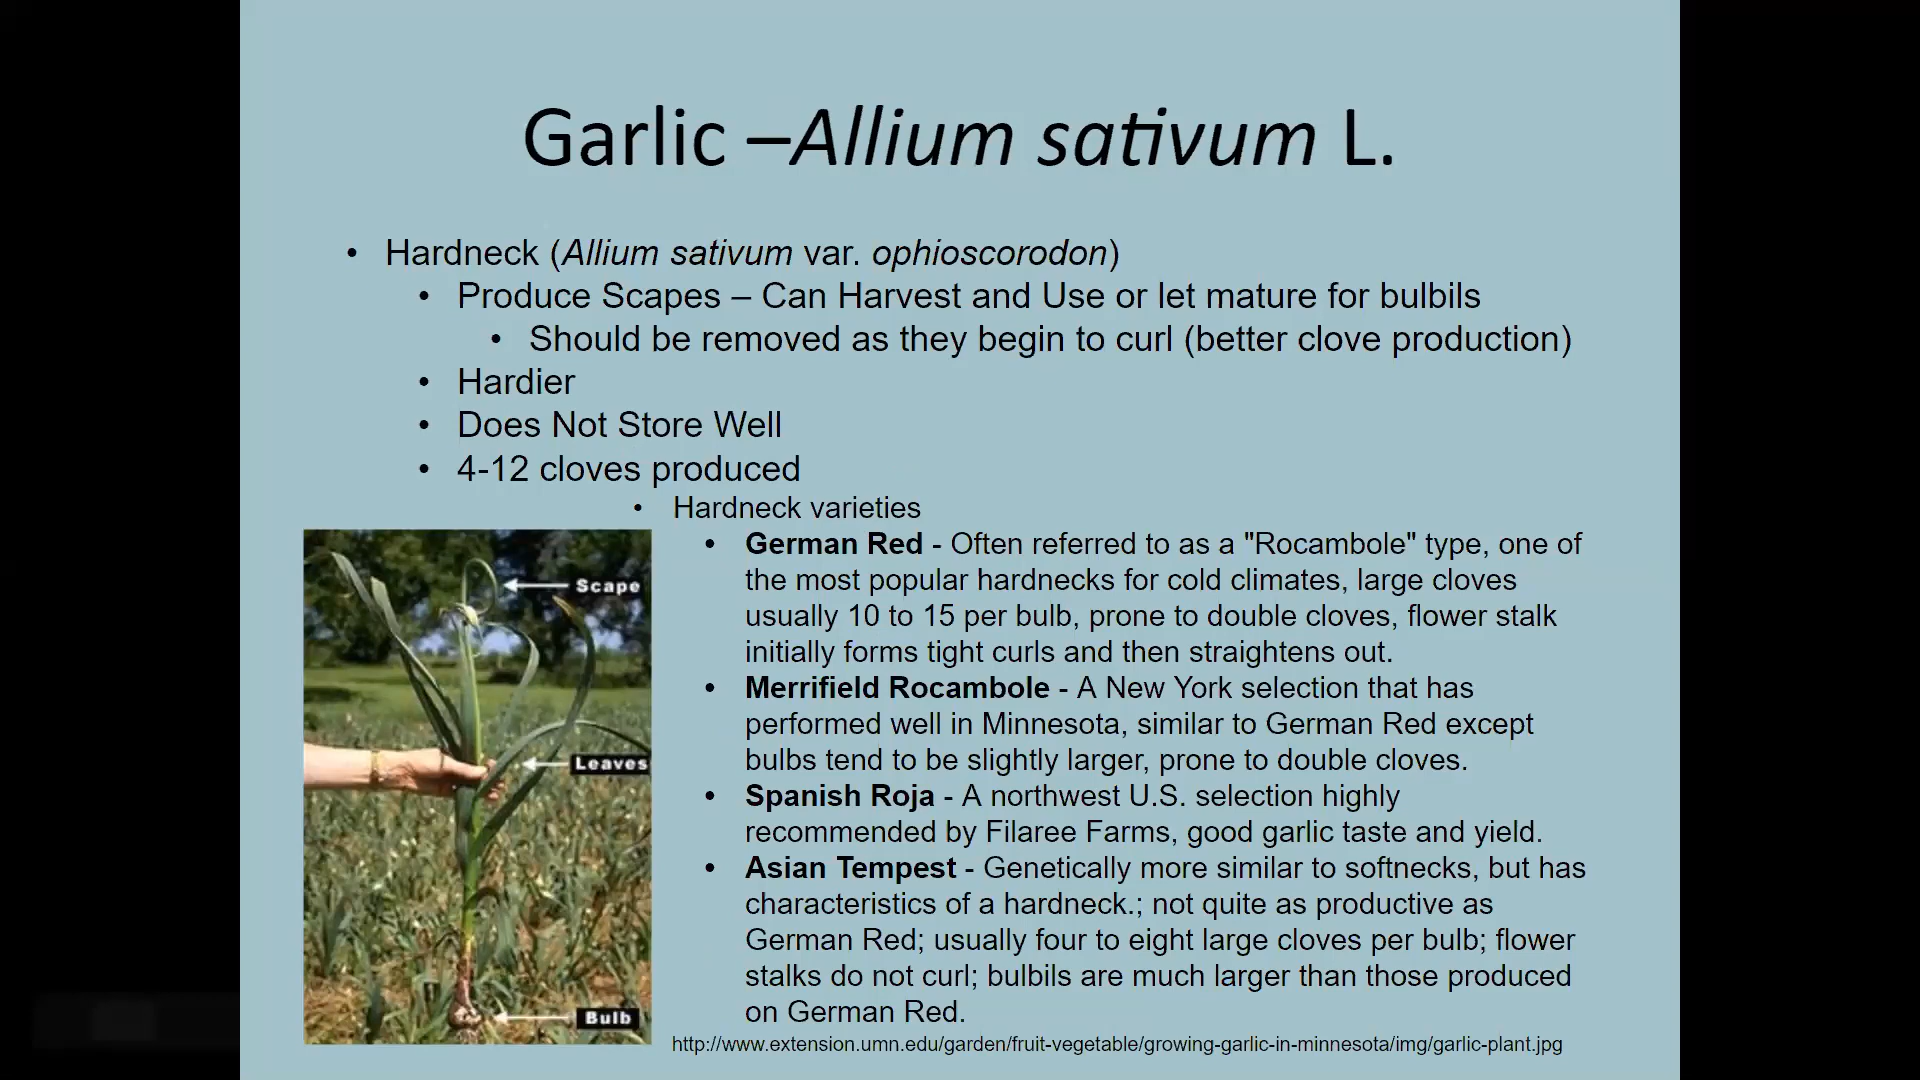 Garlic –Allium sativum L.
• Hardneck (Allium sativum var. ophioscorodon)
• Produce Scapes – Can Harvest and Use or let mature for bulbils
• Should be removed as they begin to curl (better clove production)
• Hardier
• Does Not Store Well
• 4-12 cloves produced
• Hardneck varieties
• German Red - Often referred to as a "Rocambole" type, one of
the most popular hardnecks for cold climates, large cloves
usually 10 to 15 per bulb, prone to double cloves, flower stalk
initially forms tight curls and then straightens out.
• Merrifield Rocambole - A New York selection that has
performed well in Minnesota, similar to German Red except
bulbs tend to be slightly larger, prone to double cloves.
• Spanish Roja - A northwest U.S. selection highly
recommended by Filaree Farms, good garlic taste and yield.
• Asian Tempest - Genetically more similar to softnecks, but has
characteristics of a hardneck.; not quite as productive as
German Red; usually four to eight large cloves per bulb; flower
stalks do not curl; bulbils are much larger than those produced
on German Red.
Scape
Leaves
Bulb
http://www.extension.umn.edu/garden/fruit-vegetable/growing-garlic-in-minnesota/img/garlic-plant.jpg